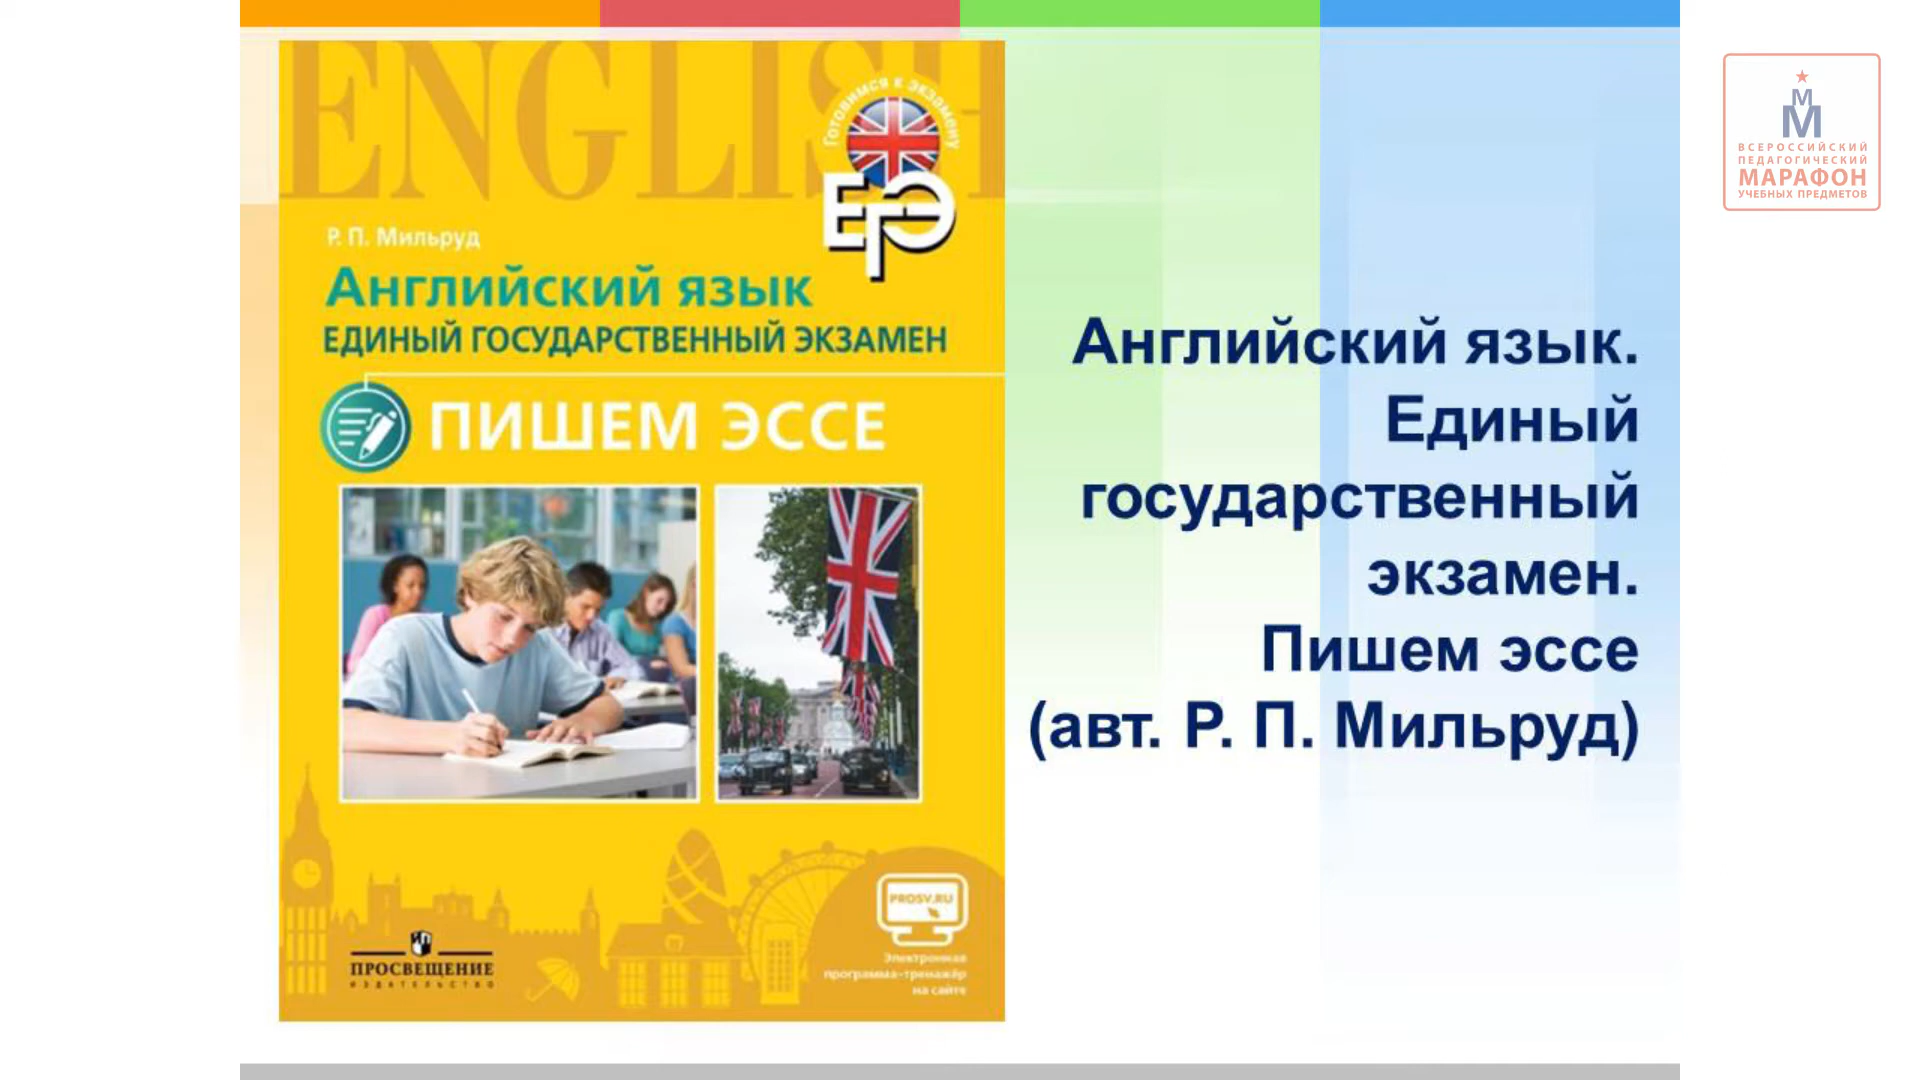 ENGLISH
Готовимся к экзамену
ЕГЭ
Р. П. Мильруд
Английский язык
ЕДИНЫЙ ГОСУДАРСТВЕННЫЙ ЭКЗАМЕН
ПИШЕМ ЭССЕ
PROSV.RU
Электронная
программа-тренажёр
на сайте
ПРОСВЕЩЕНИЕ
ИЗДАТЕЛЬСТВО
Английский язык.
Единый
государственный
экзамен.
Пишем эссе
(авт. Р. П. Мильруд)
М
М
ВСЕРОССИЙСКИЙ
ПЕДАГОГИЧЕСКИЙ
МАРАФОН
УЧЕБНЫХ ПРЕДМЕТОВ